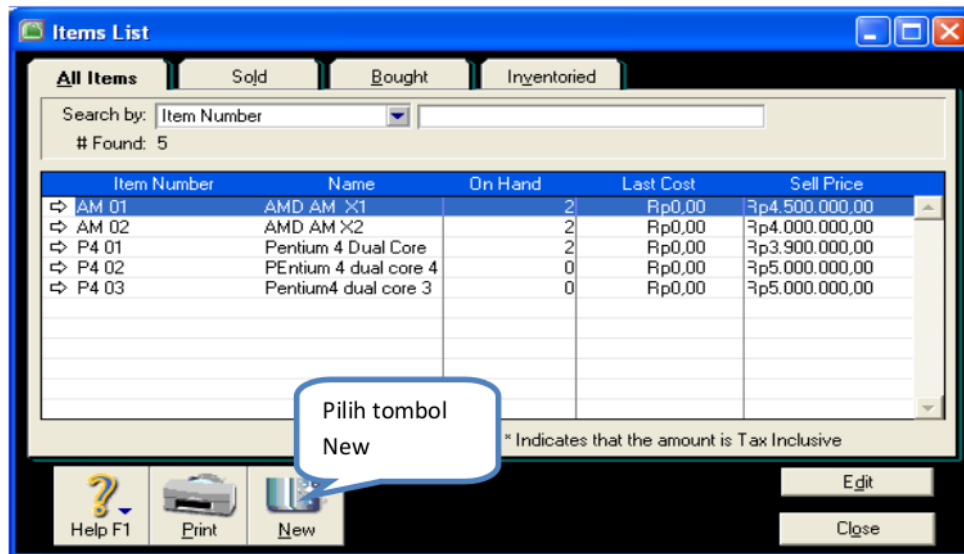 Items List
All Items Sold Bought Inventoried
Search by: Item Number
# Found: 5
Item Number Name On Hand Last Cost Sell Price
AM 01 AMD AM X1 2 Rp0,00 Rp4.500.000,00
AM 02 AMD AM X2 2 Rp0,00 Rp4.000.000,00
P4 01 Pentium 4 Dual Core 2 Rp0,00 Rp3.900.000,00
P4 02 PEntium 4 dual core 4 0 Rp0,00 Rp5.000.000,00
P4 03 Pentium4 dual core 3 0 Rp0,00 Rp5.000.000,00
Pilih tombol
New
* Indicates that the amount is Tax Inclusive
Help F1 Print New
Edit
Close